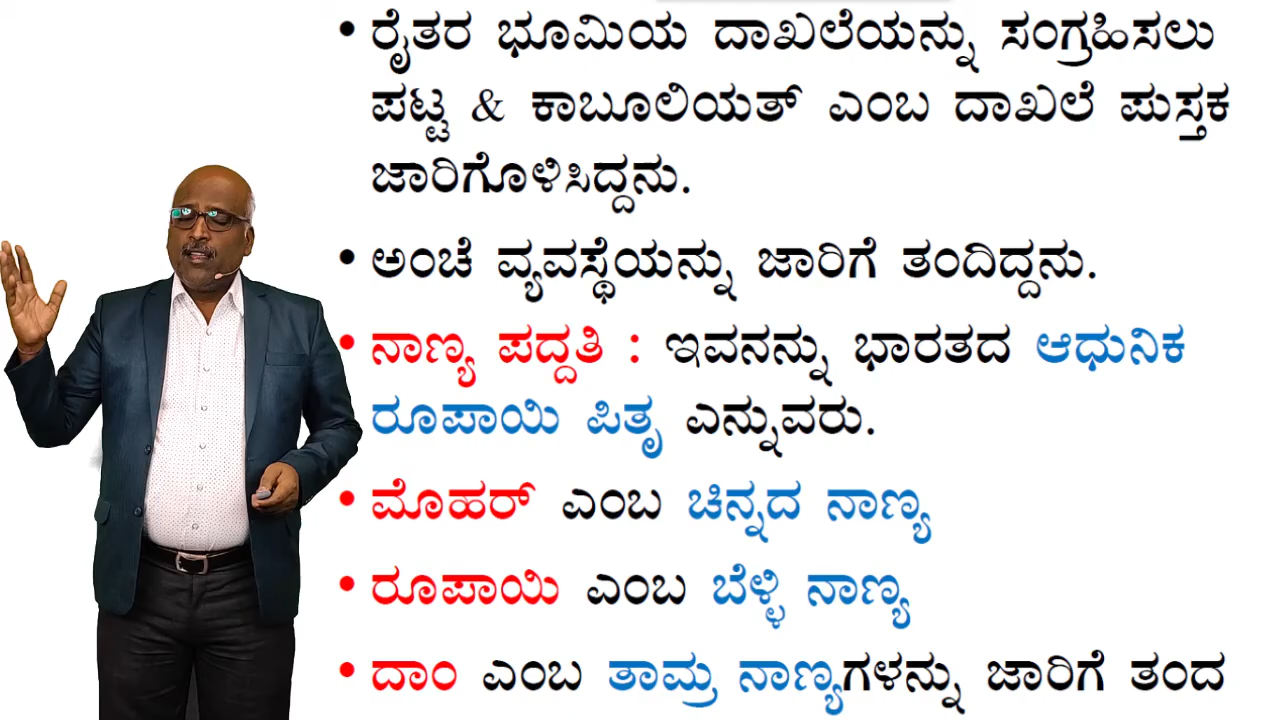 • ರೈತರ ಭೂಮಿಯ ದಾಖಲೆಯನ್ನು ಸಂಗ್ರಹಿಸಲು
ಪಟ್ಟ & ಕಾಬೂಲಿಯತ್ ಎಂಬ ದಾಖಲೆ ಪುಸ್ತಕ
ಜಾರಿಗೊಳಿಸಿದ್ದನು.
• ಅಂಚೆ ವ್ಯವಸ್ಥೆಯನ್ನು ಜಾರಿಗೆ ತಂದಿದ್ದನು.
• ನಾಣ್ಯ ಪದ್ದತಿ : ಇವನನ್ನು ಭಾರತದ ಆಧುನಿಕ
ರೂಪಾಯಿ ಪಿತೃ ಎನ್ನುವರು.
• ಮೊಹರ್ ಎಂಬ ಚಿನ್ನದ ನಾಣ್ಯ
• ರೂಪಾಯಿ ಎಂಬ ಬೆಳ್ಳಿ ನಾಣ್ಯ
• ದಾಂ ಎಂಬ ತಾಮ್ರ ನಾಣ್ಯಗಳನ್ನು ಜಾರಿಗೆ ತಂದ